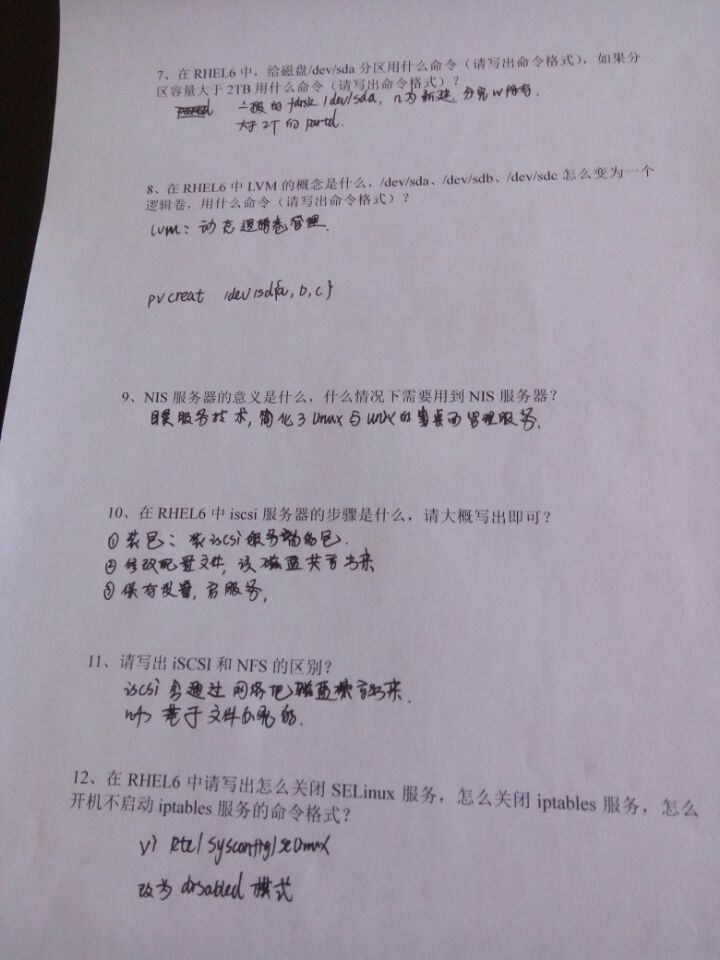 7、在 RHEL6 中，给磁盘/dev/sda 分区用什么命令（请写出命令格式），如果分
区容量大于 2TB 用什么命令（请写出命令格式）？
一般的 fdisk /dev/sda, n为新建, 分完w保存.
大于2T的 parted.
8、在 RHEL6 中 LVM 的概念是什么，/dev/sda、/dev/sdb、/dev/sdc 怎么变为一个
逻辑卷，用什么命令（请写出命令格式）？
lvm: 动态逻辑卷管理.
pvcreat /dev/sd{a,b,c}
9、NIS 服务器的意义是什么，什么情况下需要用到 NIS 服务器？
目录服务技术, 简化了Linux与unix的桌面管理服务.
10、在 RHEL6 中 iscsi 服务器的步骤是什么，请大概写出即可？
①装包: 装iscsi服务端的包.
②修改配置文件, 该磁盘共享出来
③保存设置, 启服务,
11、请写出 iSCSI 和 NFS 的区别？
iscsi 是通过网络把磁盘共享出来.
nfs 基于文件的.
12、在 RHEL6 中请写出怎么关闭 SELinux 服务，怎么关闭 iptables 服务，怎么
开机不启动 iptables 服务的命令格式？
vi /etc/sysconfig/selinux
改为 disabled 模式